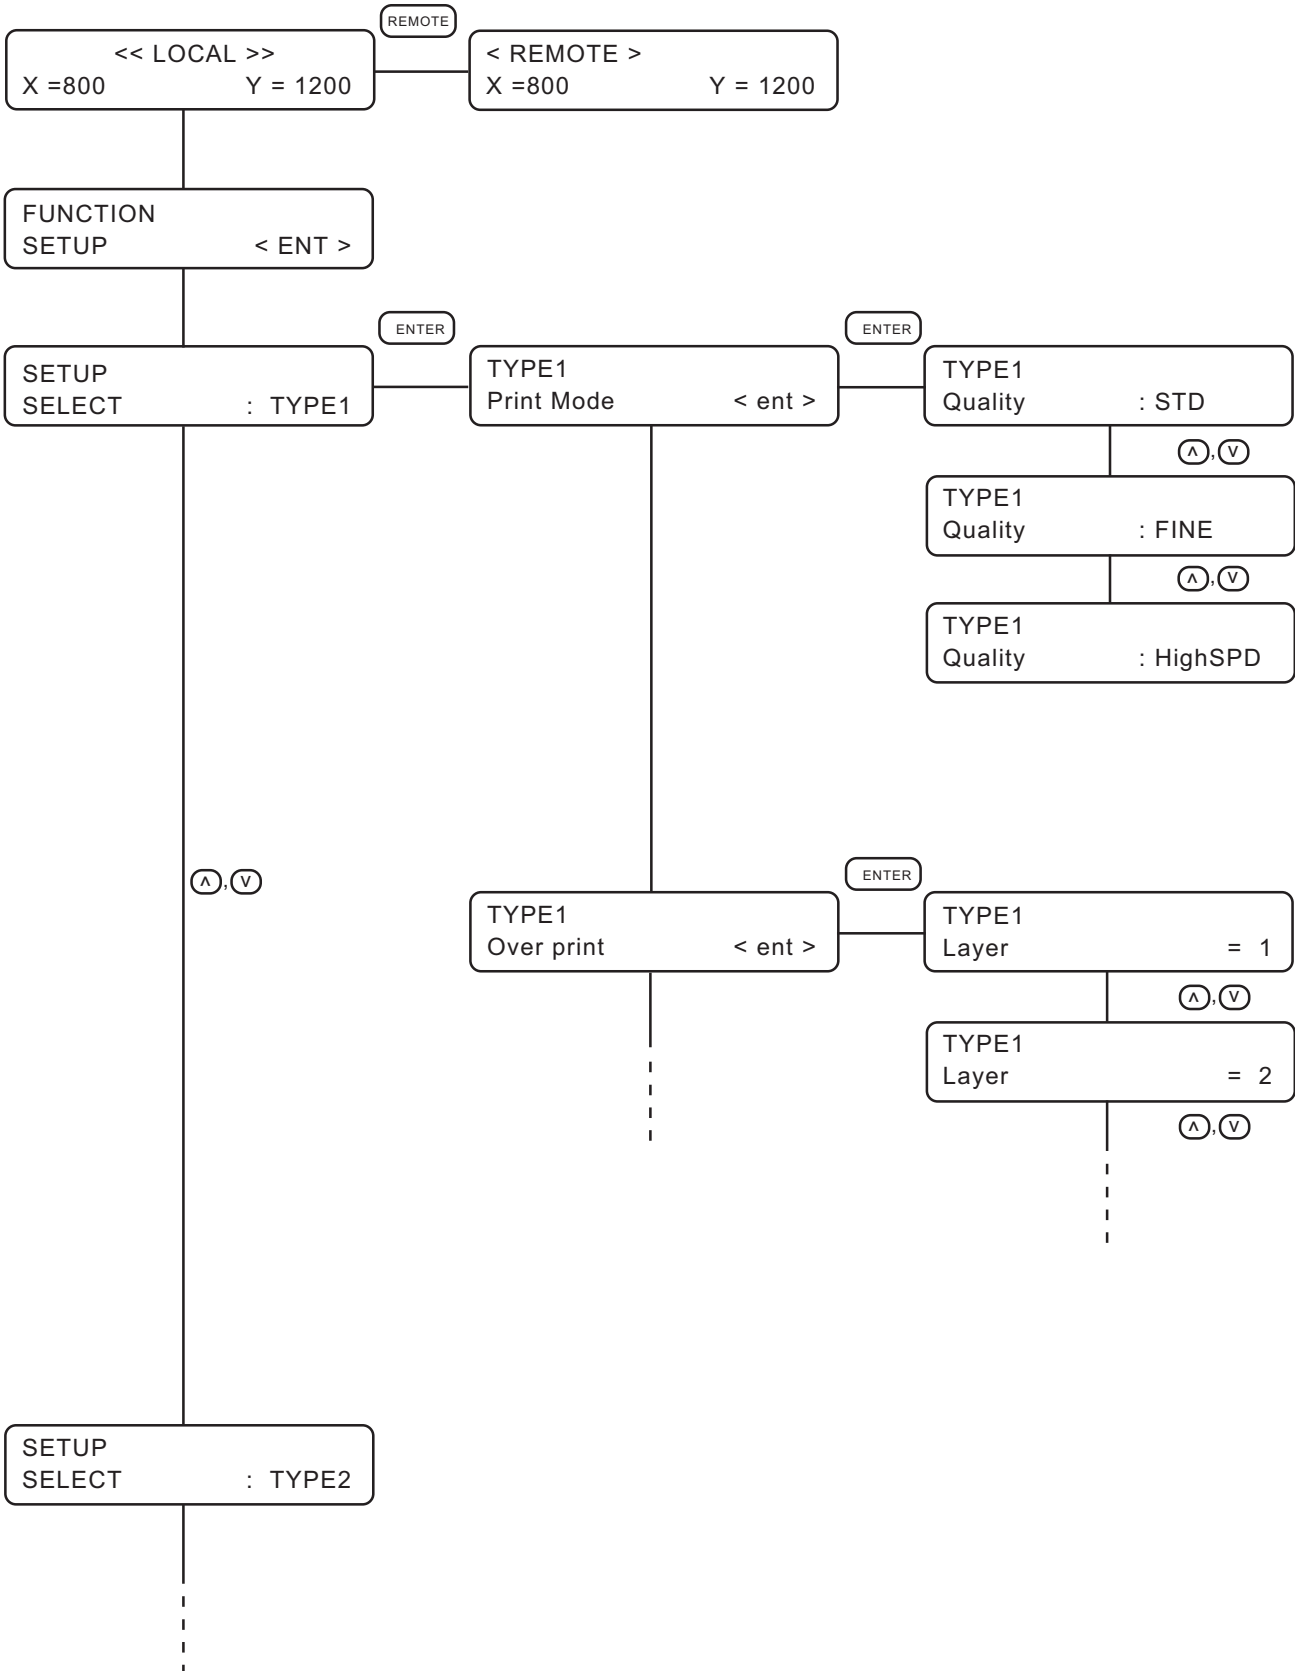 REMOTE
<< LOCAL >>
X =800 Y = 1200
< REMOTE >
X =800 Y = 1200
FUNCTION
SETUP < ENT >
ENTER
ENTER
SETUP
SELECT : TYPE1
TYPE1
Print Mode < ent >
TYPE1
Quality : STD
^,v
TYPE1
Quality : FINE
^,v
TYPE1
Quality : HighSPD
^,v
ENTER
TYPE1
Over print < ent >
TYPE1
Layer = 1
^,v
TYPE1
Layer = 2
^,v
SETUP
SELECT : TYPE2